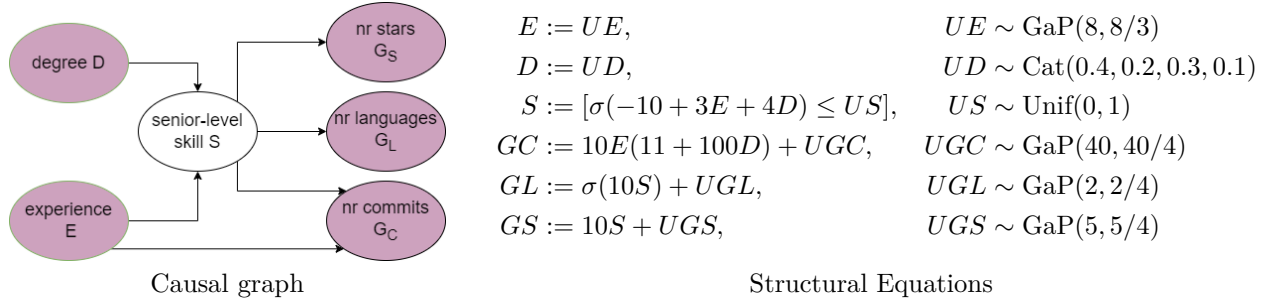 degree D
experience
E
senior-level
skill S
nr stars
G_S
nr languages
G_L
nr commits
G_C
Causal graph
E := UE, UE ∼ GaP(8, 8/3)
D := UD, UD ∼ Cat(0.4, 0.2, 0.3, 0.1)
S := [σ(−10 + 3E + 4D) ≤ US], US ∼ Unif(0, 1)
GC := 10E(11 + 100D) + UGC, UGC ∼ GaP(40, 40/4)
GL := σ(10S) + UGL, UGL ∼ GaP(2, 2/4)
GS := 10S + UGS, UGS ∼ GaP(5, 5/4)
Structural Equations